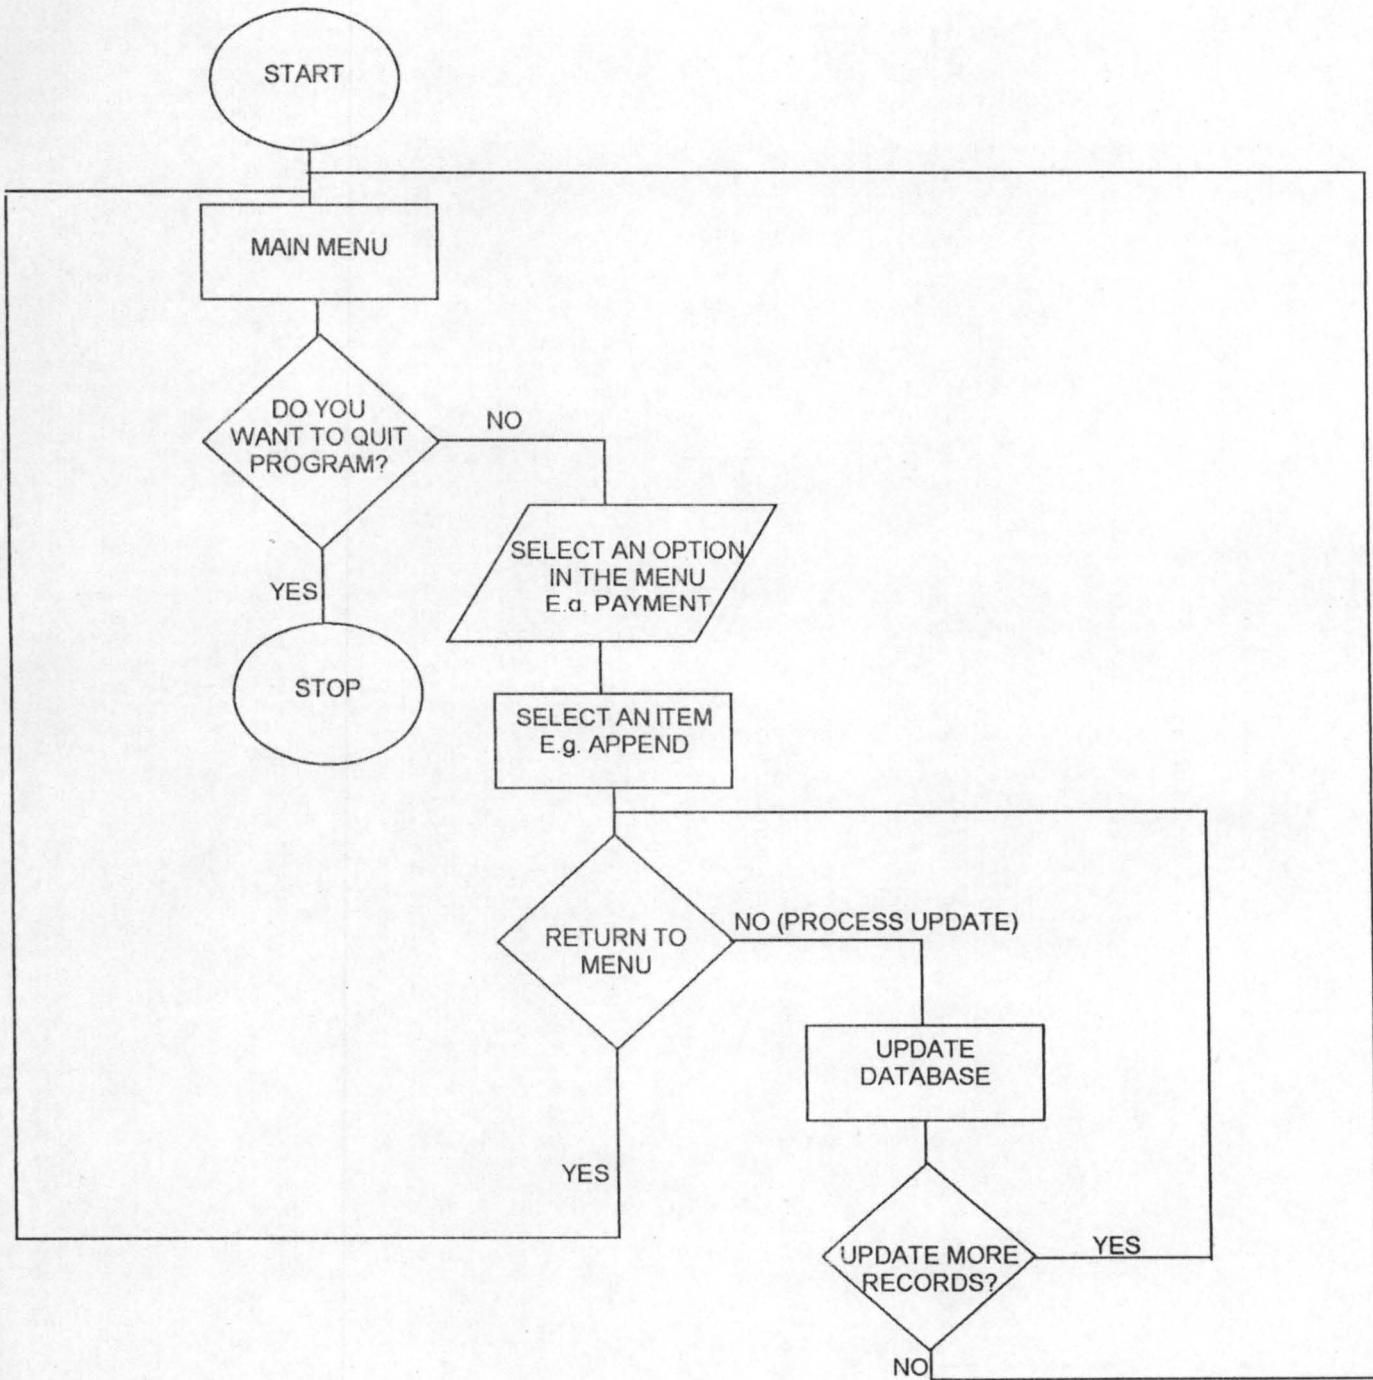 START
MAIN MENU
DO YOU
WANT TO QUIT
PROGRAM?
NO
YES
STOP
SELECT AN OPTION
IN THE MENU
E.g. PAYMENT
SELECT AN ITEM
E.g. APPEND
RETURN TO
MENU
NO (PROCESS UPDATE)
YES
UPDATE
DATABASE
UPDATE MORE
RECORDS?
YES
NO